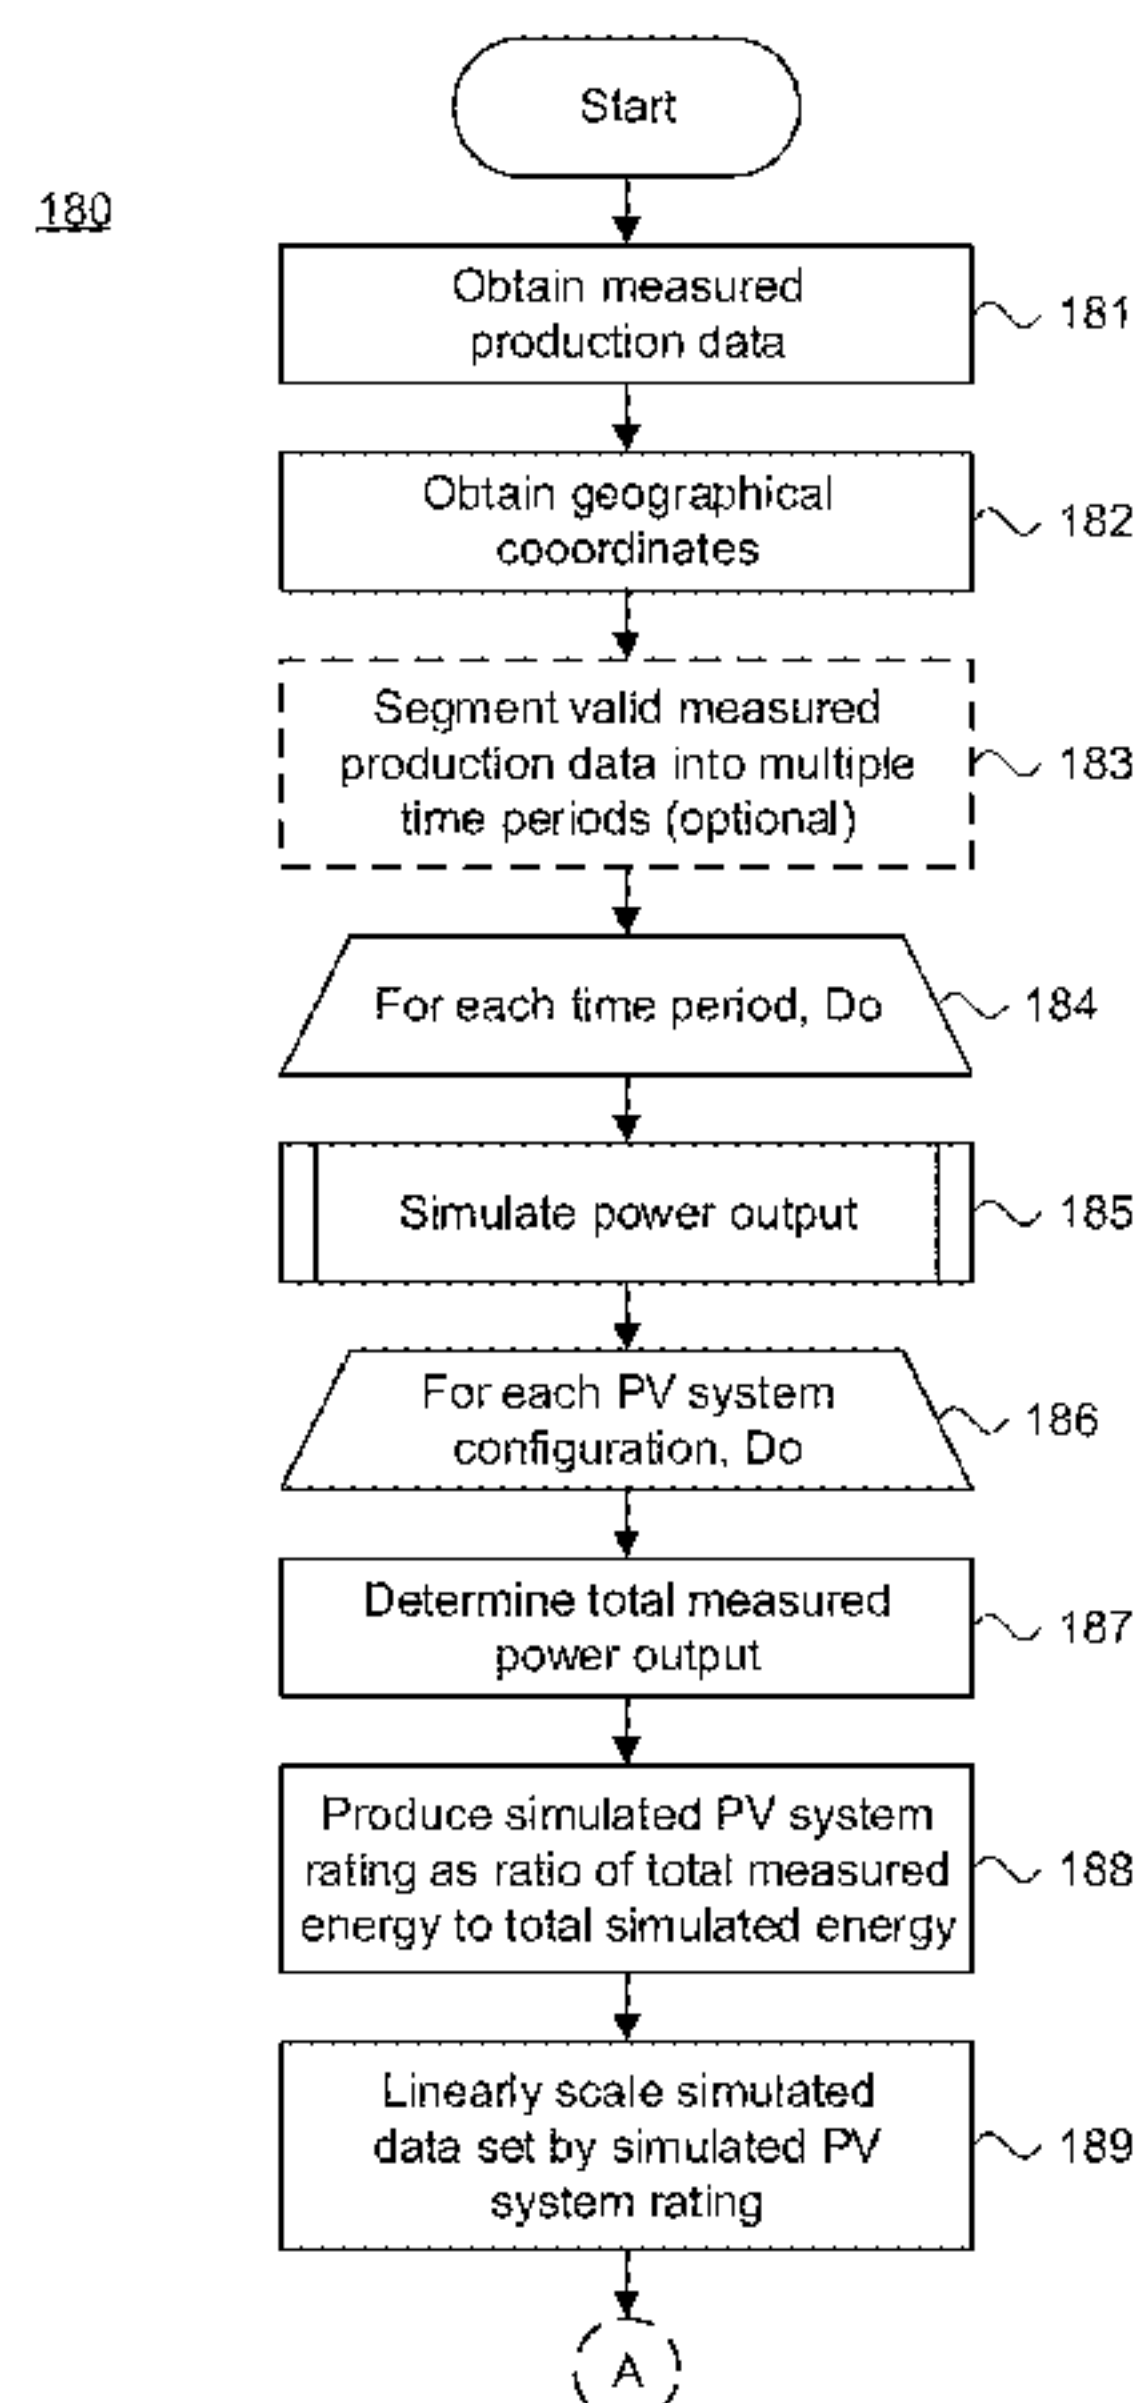 Start
180
Obtain measured
production data
181
Obtain geographical
cooordinates
182
Segment valid measured
production data into multiple
time periods (optional)
183
For each time period, Do
184
Simulate power output
185
For each PV system
configuration, Do
186
Determine total measured
power output
187
Produce simulated PV system
rating as ratio of total measured
energy to total simulated energy
188
Linearly scale simulated
data set by simulated PV
system rating
189
A